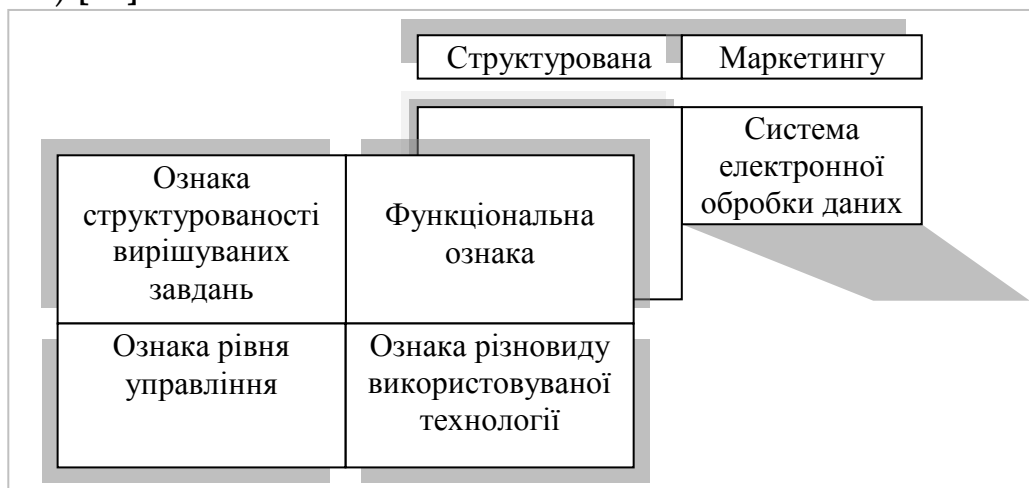 Структурована Маркетингу
Система
електронної
обробки даних
Ознака
структурованості
вирішуваних
завдань
Функціональна
ознака
Ознака рівня
управління
Ознака різновиду
використовуваної
технології